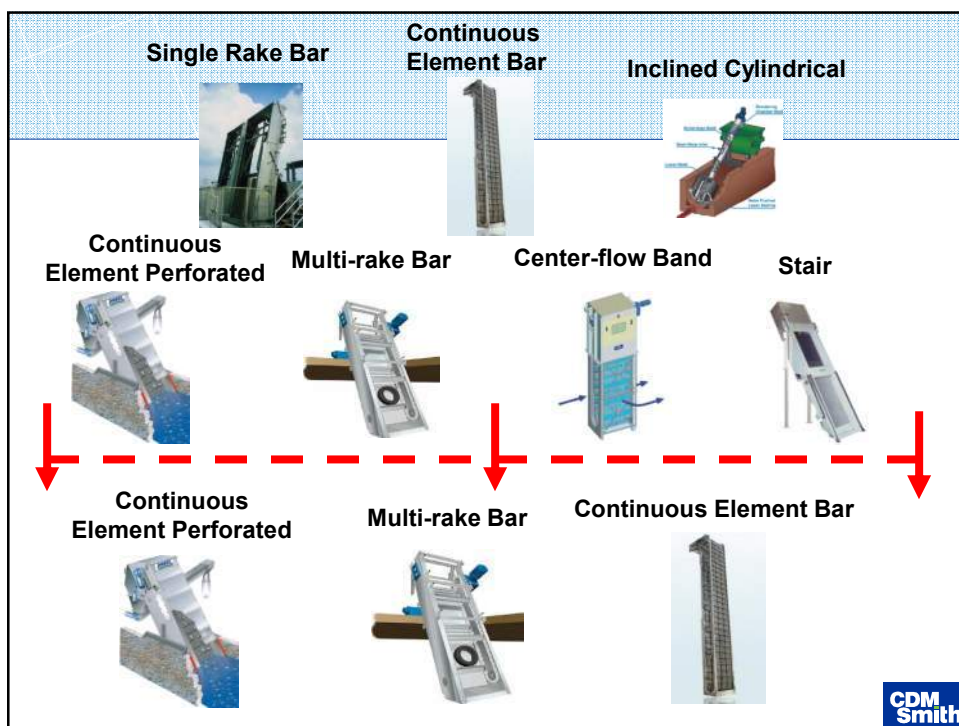 Single Rake Bar
Continuous
Element Bar
Inclined Cylindrical
Continuous
Element Perforated
Multi-rake Bar
Center-flow Band
Stair
Continuous
Element Perforated
Multi-rake Bar
Continuous Element Bar
CDM
Smith